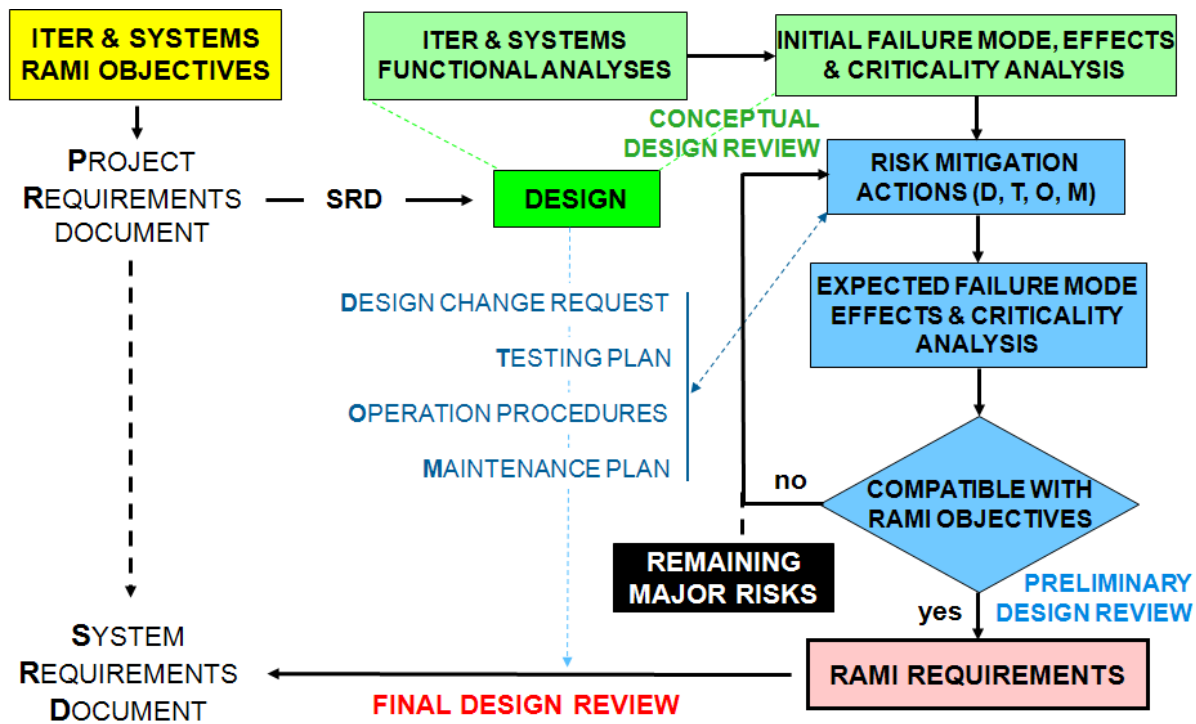 ITER & SYSTEMS
RAMI OBJECTIVES
ITER & SYSTEMS
FUNCTIONAL ANALYSES
INITIAL FAILURE MODE, EFFECTS
& CRITICALITY ANALYSIS
CONCEPTUAL
DESIGN REVIEW
PROJECT
REQUIREMENTS
DOCUMENT
SRD
DESIGN
RISK MITIGATION
ACTIONS (D, T, O, M)
EXPECTED FAILURE MODE
EFFECTS & CRITICALITY
ANALYSIS
DESIGN CHANGE REQUEST
TESTING PLAN
OPERATION PROCEDURES
MAINTENANCE PLAN
no
COMPATIBLE WITH
RAMI OBJECTIVES
REMAINING
MAJOR RISKS
PRELIMINARY
DESIGN REVIEW
yes
SYSTEM
REQUIREMENTS
DOCUMENT
FINAL DESIGN REVIEW
RAMI REQUIREMENTS